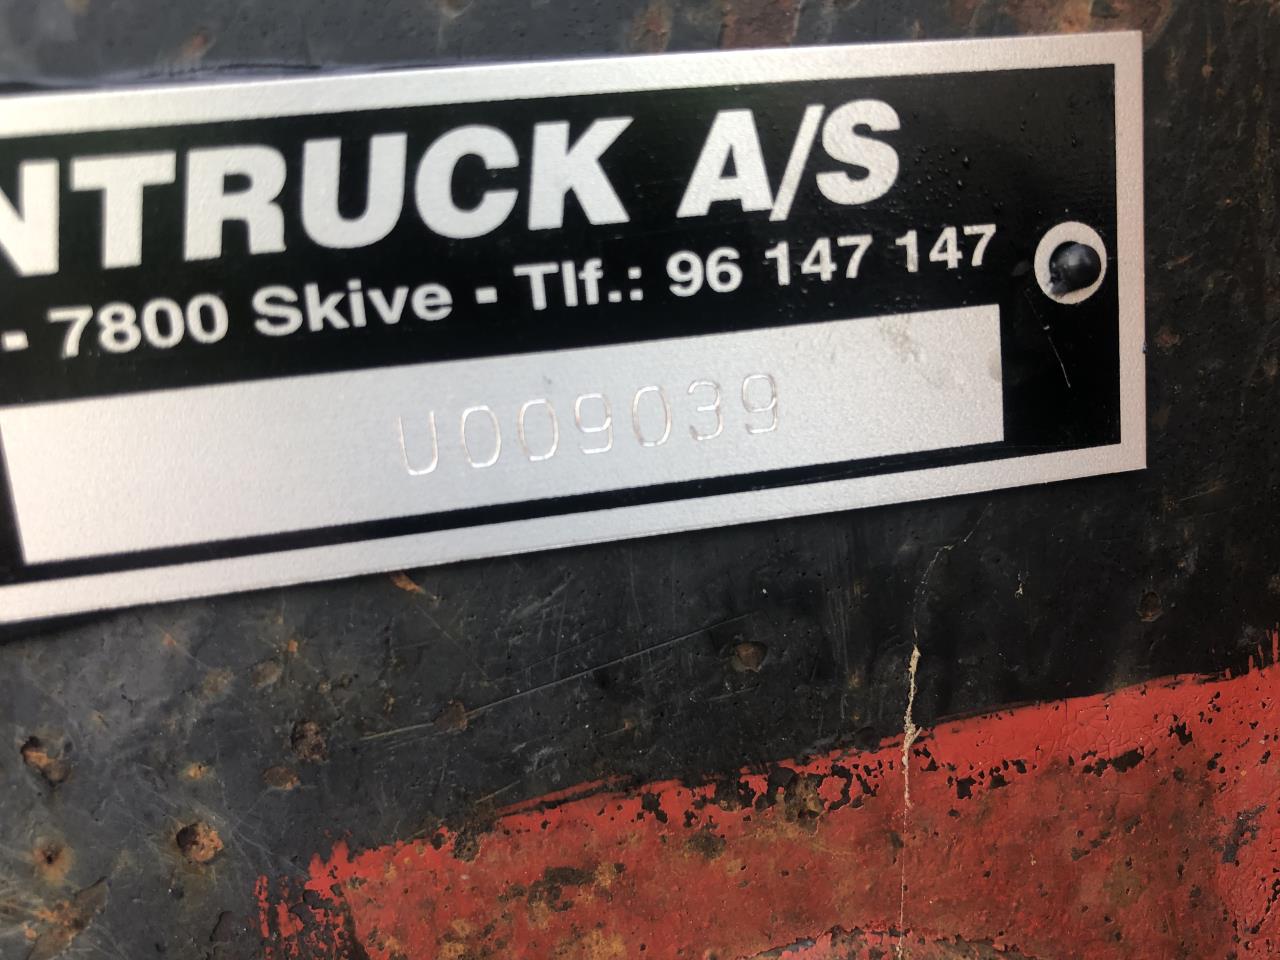 NTRUCK A/S
- 7800 Skive - Tlf.: 96 147 147
U009039